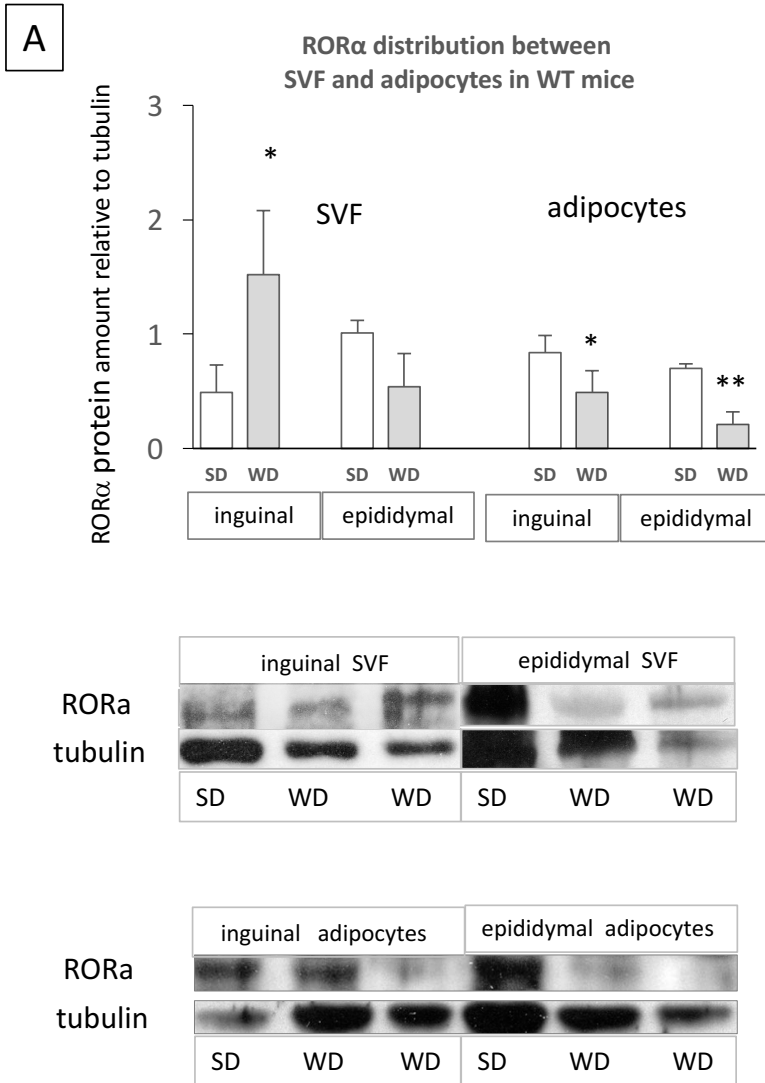 A
RORα distribution between
SVF and adipocytes in WT mice
RORα protein amount relative to tubulin
3
2
1
0
*
SVF
adipocytes
*
**
SD WD SD WD SD WD SD WD
inguinal epididymal inguinal epididymal
inguinal SVF epididymal SVF
RORa
tubulin
SD WD WD SD WD WD
inguinal adipocytes epididymal adipocytes
RORa
tubulin
SD WD WD SD WD WD